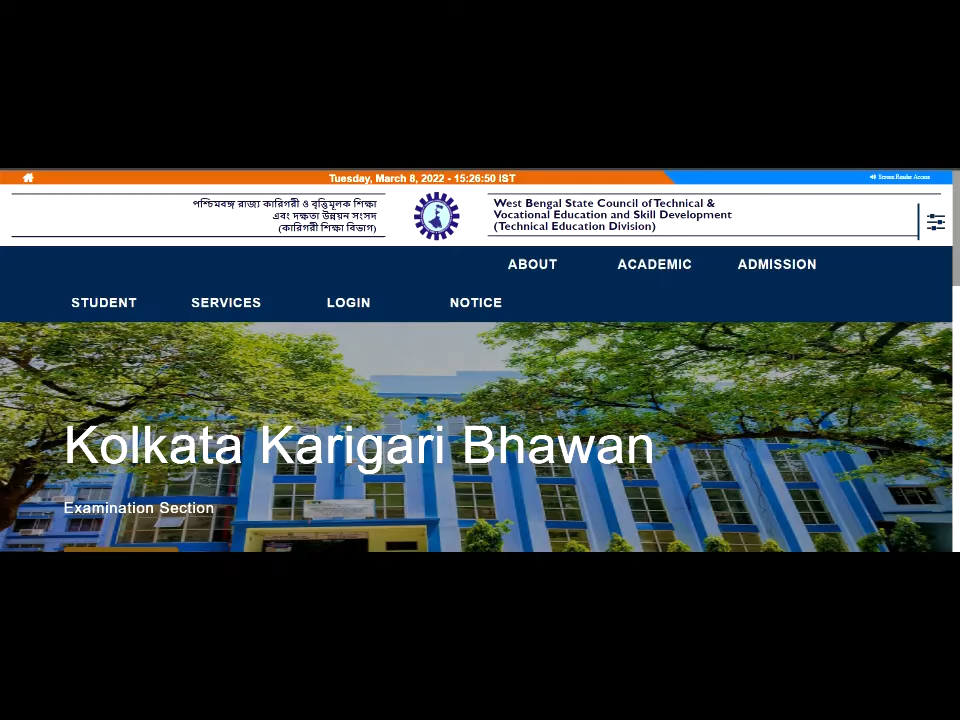 Tuesday, March 8, 2022 - 15:26:50 IST
Screen Reader Access
পশ্চিমবঙ্গ রাজ্য কারিগরী ও বৃত্তিমূলক শিক্ষা
এবং দক্ষতা উন্নয়ন সংসদ
(কারিগরী শিক্ষা বিভাগ)
West Bengal State Council of Technical &
Vocational Education and Skill Development
(Technical Education Division)
ABOUT ACADEMIC ADMISSION
STUDENT SERVICES LOGIN NOTICE
Kolkata Karigari Bhawan
Examination Section